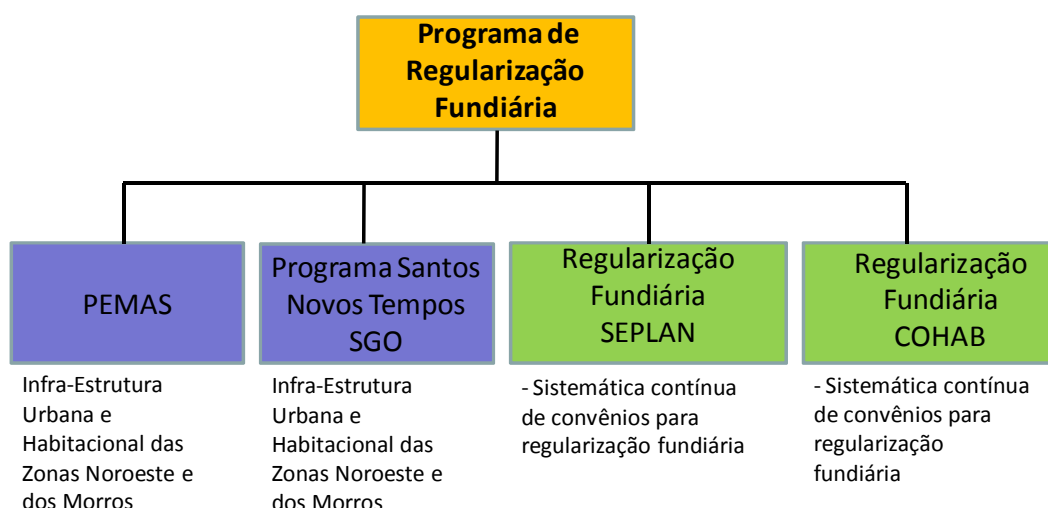 Programa de
Regularização
Fundiária
PEMAS
Programa Santos
Novos Tempos
SGO
Regularização
Fundiária
SEPLAN
Regularização
Fundiária
COHAB
Infra-Estrutura
Urbana e
Habitacional das
Zonas Noroeste e
dos Morros
Infra-Estrutura
Urbana e
Habitacional das
Zonas Noroeste e
dos Morros
- Sistemática contínua
de convênios para
regularização fundiária
- Sistemática contínua
de convênios para
regularização
fundiária